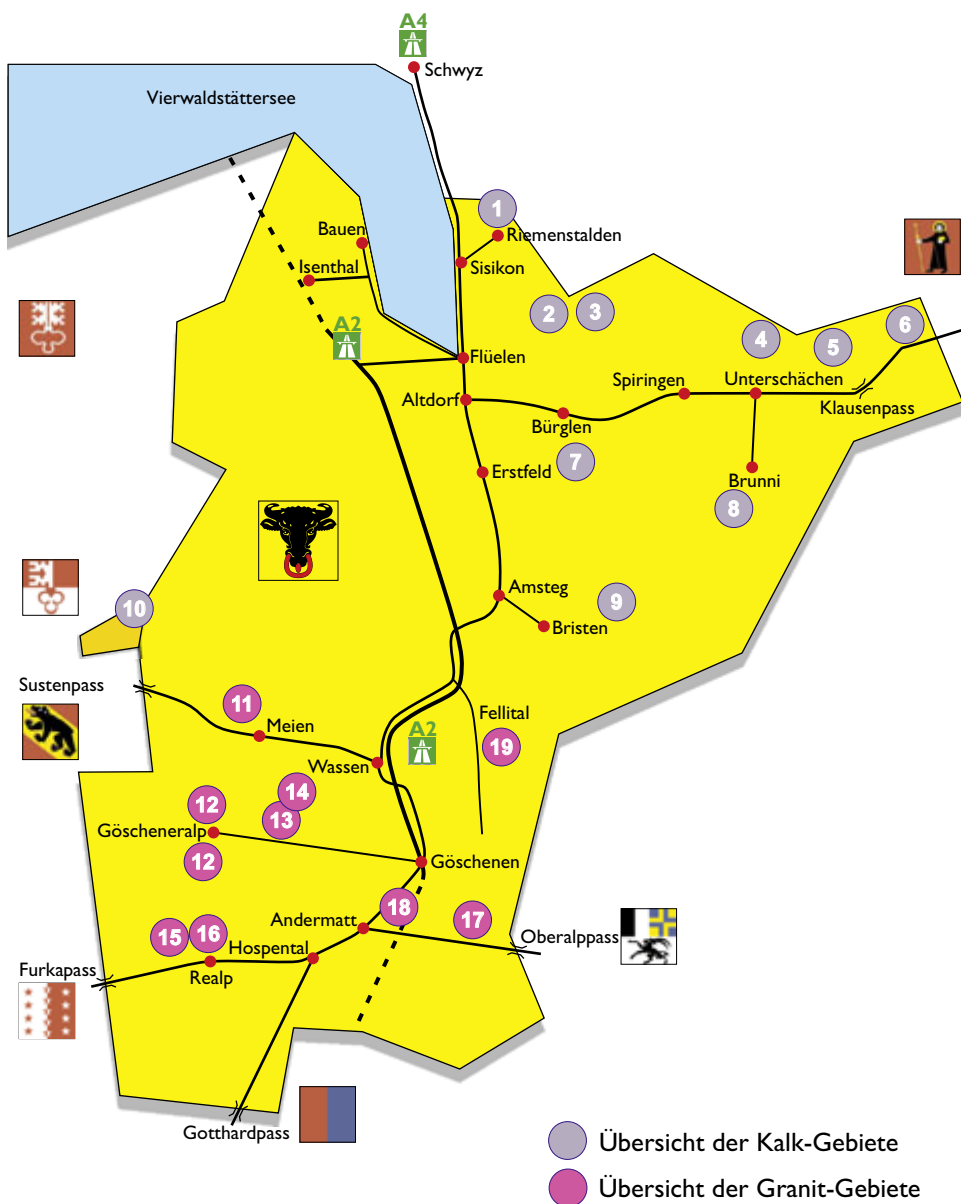 A4
Schwyz
Vierwaldstättersee
1
Riemenstalden
Bauen
Isenthal
Sisikon
2
3
A2
4
5
6
Flüelen
Spiringen
Unterschächen
Altdorf
Klausenpass
Bürglen
7
Erstfeld
Brunni
8
Amsteg
9
10
Bristen
Sustenpass
11
Meien
Fellital
A2
19
Wassen
14
12
13
Göscheneralp
12
Göschenen
18
Andermatt
17
15
16
Hospental
Oberalppass
Furkapass
Realp
Gotthardpass
Übersicht der Kalk-Gebiete
Übersicht der Granit-Gebiete